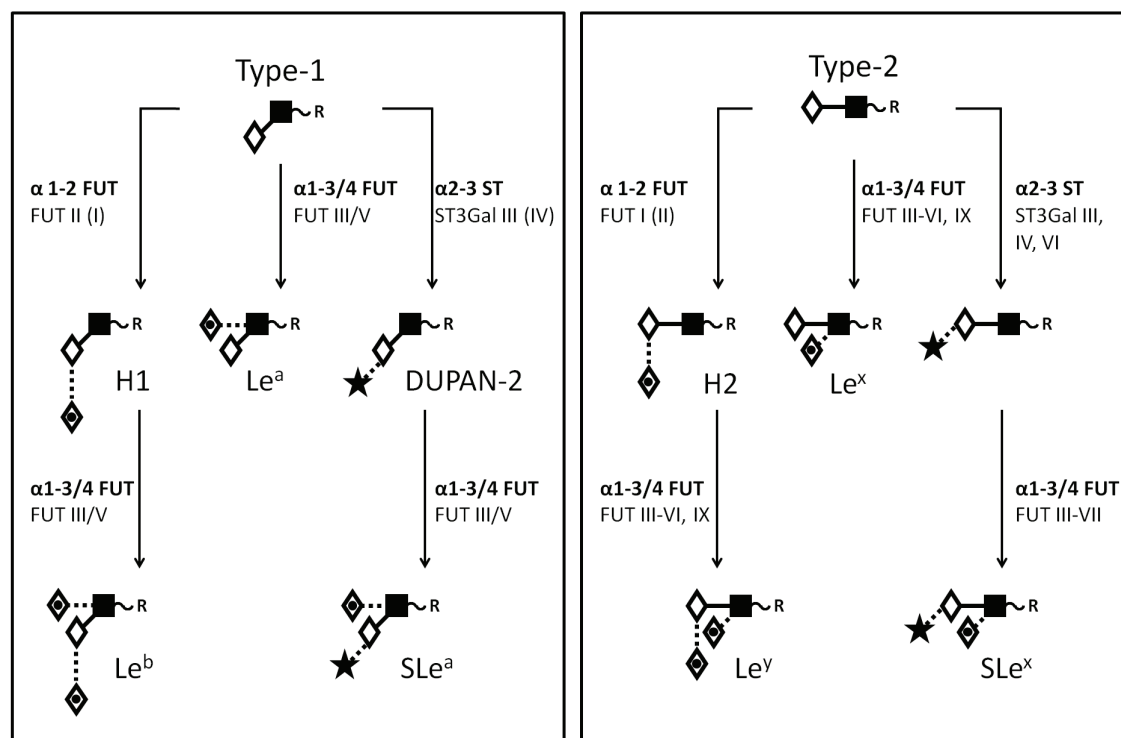 Type-1
R
α 1-2 FUT
FUT II (I)
α1-3/4 FUT
FUT III/V
α2-3 ST
ST3Gal III (IV)
R
H1
R
Leᵃ
R
DUPAN-2
α1-3/4 FUT
FUT III/V
α1-3/4 FUT
FUT III/V
R
Leᵇ
R
SLeᵃ
Type-2
R
α 1-2 FUT
FUT I (II)
α1-3/4 FUT
FUT III-VI, IX
α2-3 ST
ST3Gal III,
IV, VI
R
H2
R
Leˣ
R
α1-3/4 FUT
FUT III-VI, IX
α1-3/4 FUT
FUT III-VII
R
Leʸ
R
SLeˣ